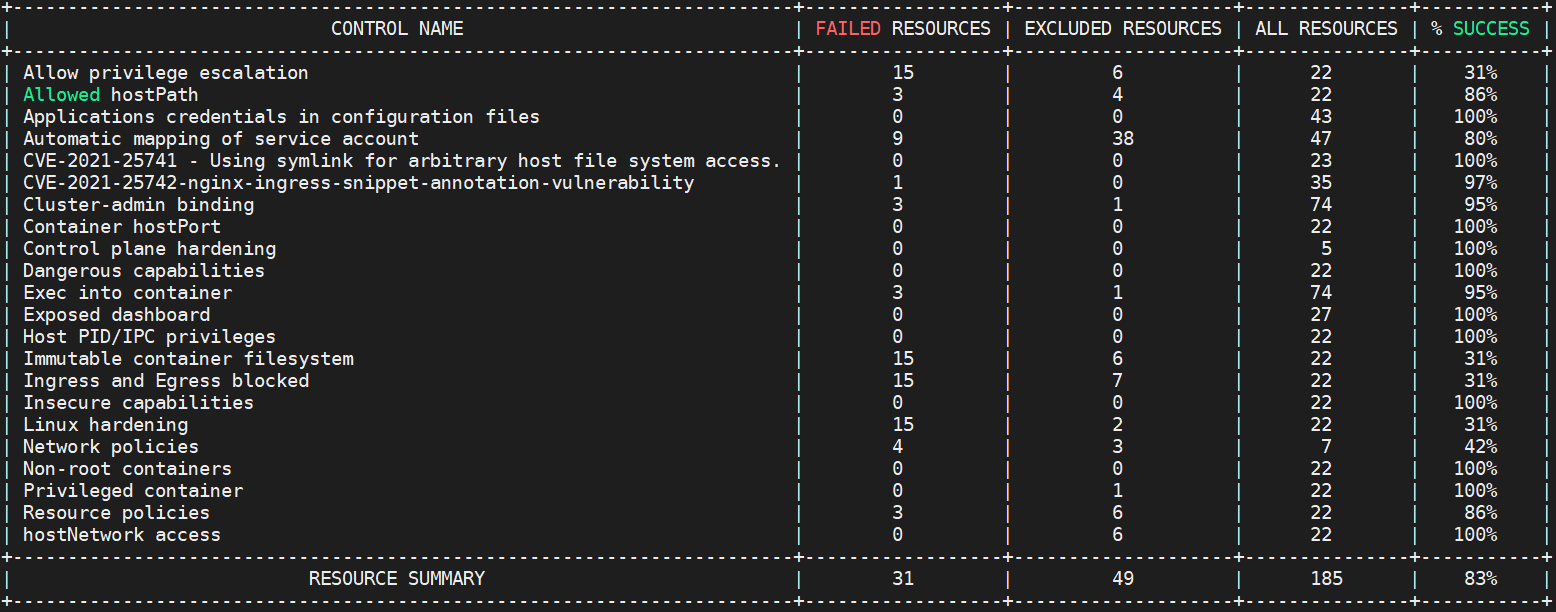 +-----------------------------------------------------------------------+------------------+--------------------+---------------+-----------+
| CONTROL NAME | FAILED RESOURCES | EXCLUDED RESOURCES | ALL RESOURCES | % SUCCESS |
+-----------------------------------------------------------------------+------------------+--------------------+---------------+-----------+
| Allow privilege escalation | 15 | 6 | 22 | 31% |
| Allowed hostPath | 3 | 4 | 22 | 86% |
| Applications credentials in configuration files | 0 | 0 | 43 | 100% |
| Automatic mapping of service account | 9 | 38 | 47 | 80% |
| CVE-2021-25741 - Using symlink for arbitrary host file system access. | 0 | 0 | 23 | 100% |
| CVE-2021-25742-nginx-ingress-snippet-annotation-vulnerability | 1 | 0 | 35 | 97% |
| Cluster-admin binding | 3 | 1 | 74 | 95% |
| Container hostPort | 0 | 0 | 22 | 100% |
| Control plane hardening | 0 | 0 | 5 | 100% |
| Dangerous capabilities | 0 | 0 | 22 | 100% |
| Exec into container | 3 | 1 | 74 | 95% |
| Exposed dashboard | 0 | 0 | 27 | 100% |
| Host PID/IPC privileges | 0 | 0 | 22 | 100% |
| Immutable container filesystem | 15 | 6 | 22 | 31% |
| Ingress and Egress blocked | 15 | 7 | 22 | 31% |
| Insecure capabilities | 0 | 0 | 22 | 100% |
| Linux hardening | 15 | 2 | 22 | 31% |
| Network policies | 4 | 3 | 7 | 42% |
| Non-root containers | 0 | 0 | 22 | 100% |
| Privileged container | 0 | 1 | 22 | 100% |
| Resource policies | 3 | 6 | 22 | 86% |
| hostNetwork access | 0 | 6 | 22 | 100% |
+-----------------------------------------------------------------------+------------------+--------------------+---------------+-----------+
| RESOURCE SUMMARY | 31 | 49 | 185 | 83% |
+-----------------------------------------------------------------------+------------------+--------------------+---------------+-----------+